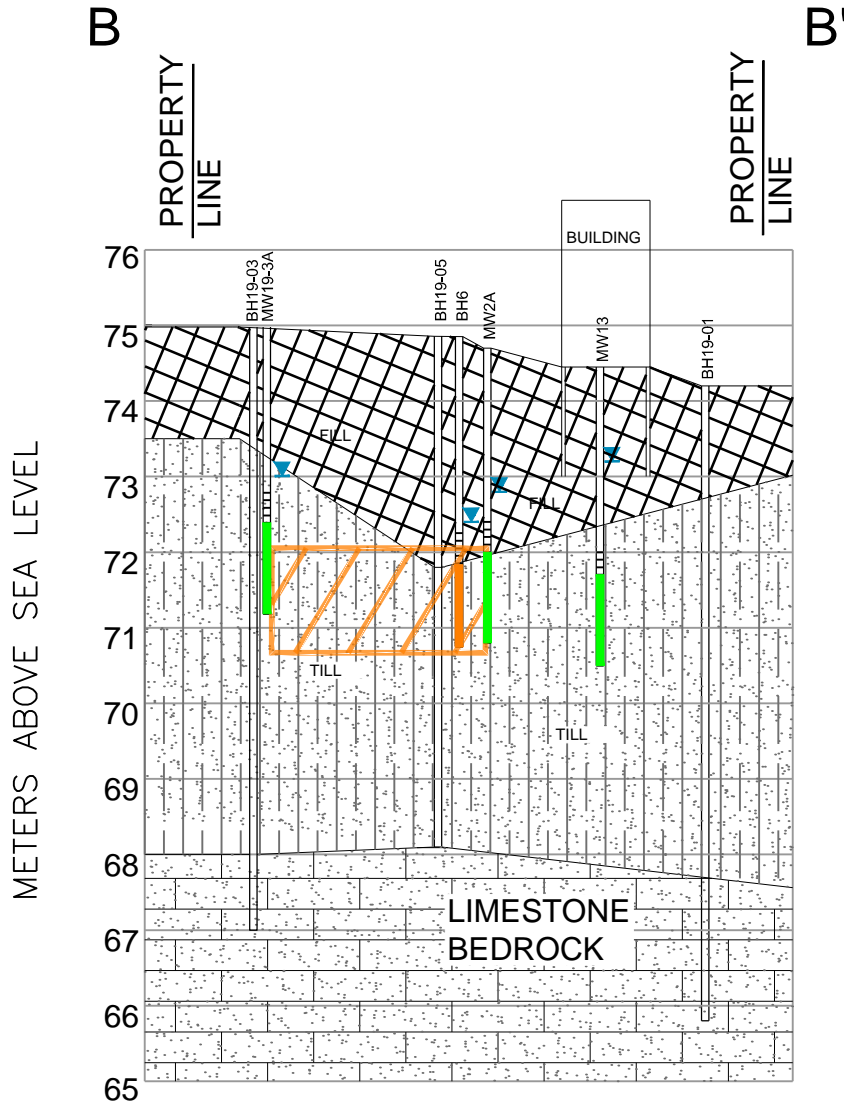 B
B'
PROPERTY
LINE
PROPERTY
LINE
BUILDING
76
BH19-03
MW19-3A
BH19-05
BH6
MW2A
MW13
BH19-01
75
74
FILL
73
FILL
72
71
TILL
70
TILL
69
68
LIMESTONE
67
BEDROCK
66
65
METERS ABOVE SEA LEVEL